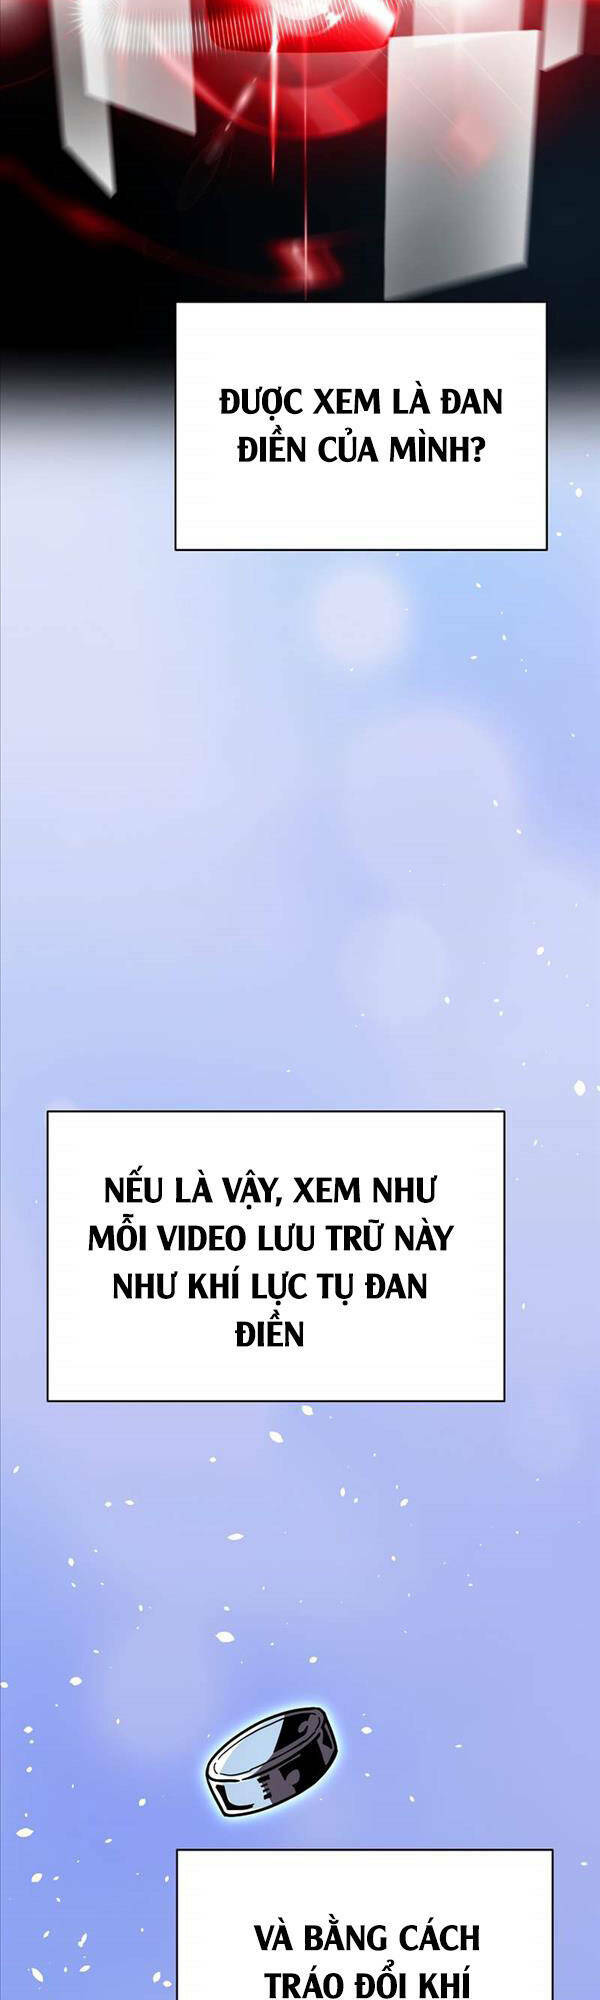 ĐƯỢC XEM LÀ ĐAN
ĐIỀN CỦA MÌNH?
NẾU LÀ VẬY, XEM NHƯ
MỖI VIDEO LƯU TRỮ NÀY
NHƯ KHÍ LỰC TỤ ĐAN
ĐIỀN
VÀ BẰNG CÁCH
TRÁO ĐỔI KHÍ